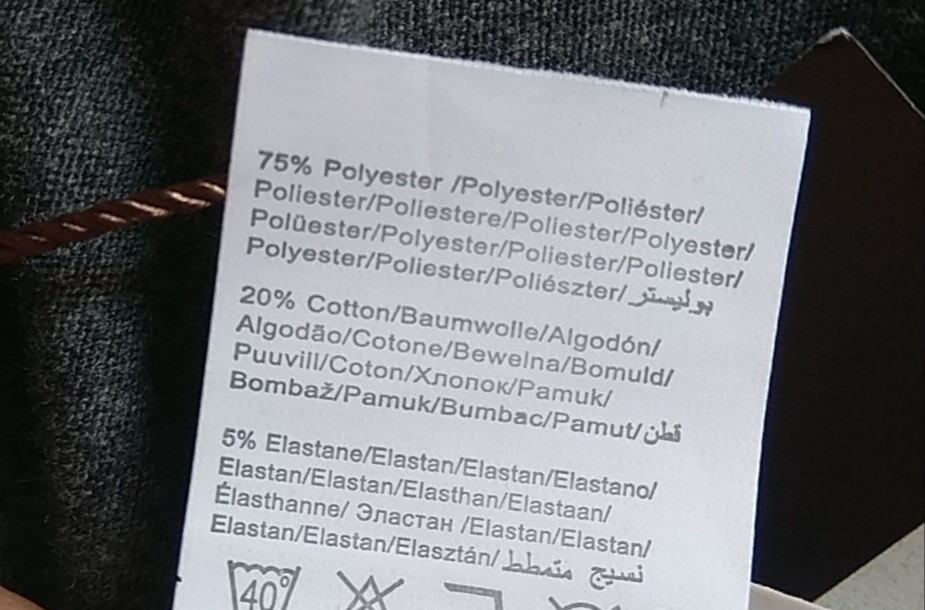 75% Polyester /Polyester/Poliéster/
Poliester/Poliestere/Poliester/Polyester/
Polüester/Polyester/Poliester/Poliester/
Polyester/Poliester/Poliészter/ بوليستر
20% Cotton/Baumwolle/Algodón/
Algodão/Cotone/Bewelna/Bomuld/
Puuvill/Coton/Хлопок/Pamuk/
Bombaž/Pamuk/Bumbac/Pamut/قطن
5% Elastane/Elastan/Elastan/Elastano/
Elastan/Elastan/Elasthan/Elastaan/
Élasthanne/ Эластан /Elastan/Elastan/
Elastan/Elastan/Elasztán/ نسيج متمطط
40°